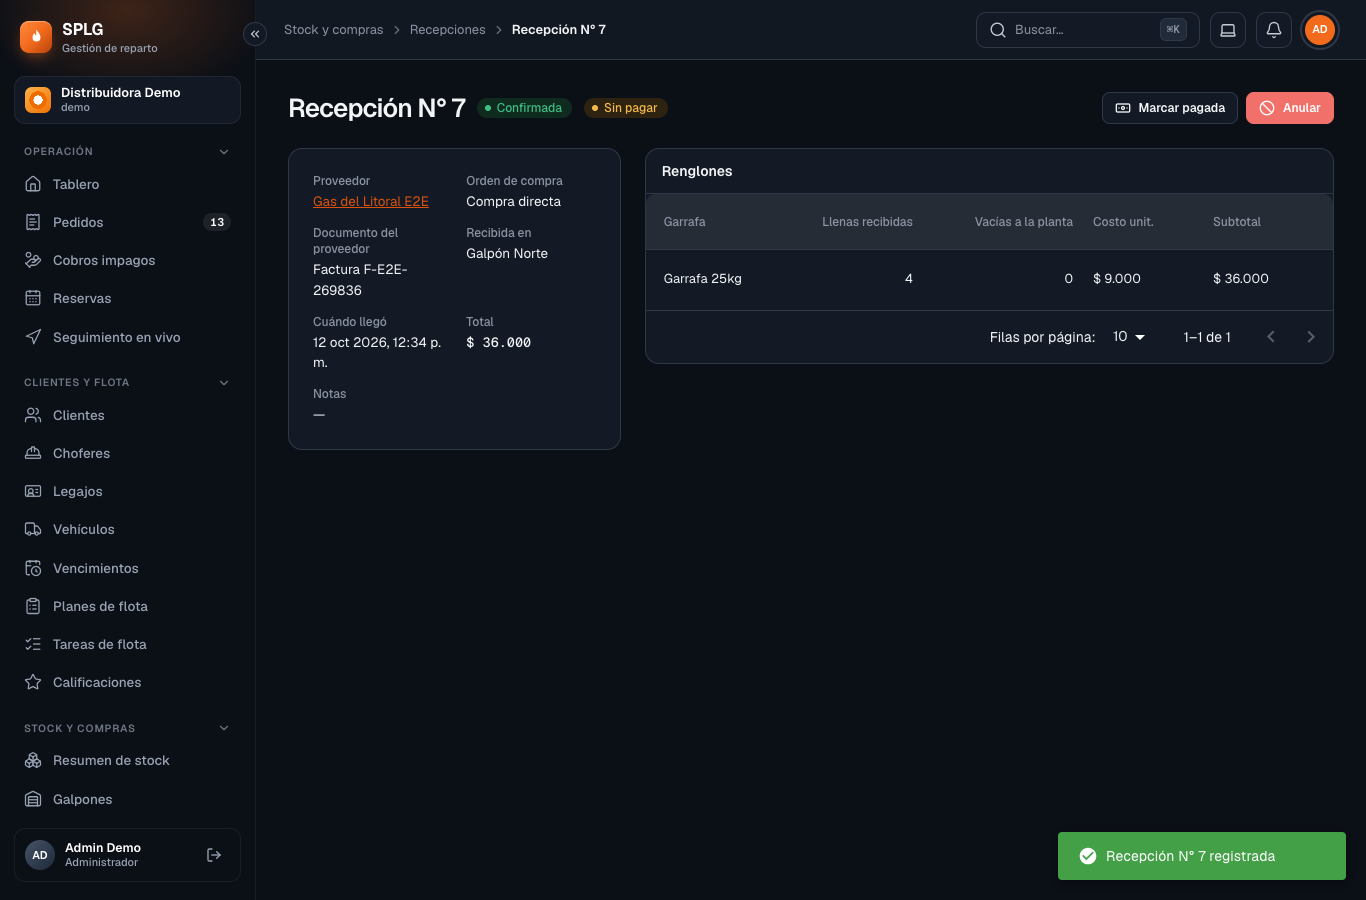 SPLG
Gestión de reparto
Distribuidora Demo
demo
OPERACIÓN
Tablero
Pedidos 13
Cobros impagos
Reservas
Seguimiento en vivo
CLIENTES Y FLOTA
Clientes
Choferes
Legajos
Vehículos
Vencimientos
Planes de flota
Tareas de flota
Calificaciones
STOCK Y COMPRAS
Resumen de stock
Galpones
AD Admin Demo
Administrador
Stock y compras > Recepciones > Recepción N° 7
Buscar... ⌘K
AD
Recepción N° 7 Confirmada Sin pagar
Marcar pagada Anular
Proveedor
Gas del Litoral E2E
Orden de compra
Compra directa
Documento del
proveedor
Factura F-E2E-
269836
Recibida en
Galpón Norte
Cuándo llegó
12 oct 2026, 12:34 p.
m.
Total
$ 36.000
Notas
—
Renglones
Garrafa Llenas recibidas Vacías a la planta Costo unit. Subtotal
Garrafa 25kg 4 0 $ 9.000 $ 36.000
Filas por página: 10 1–1 de 1
Recepción N° 7 registrada